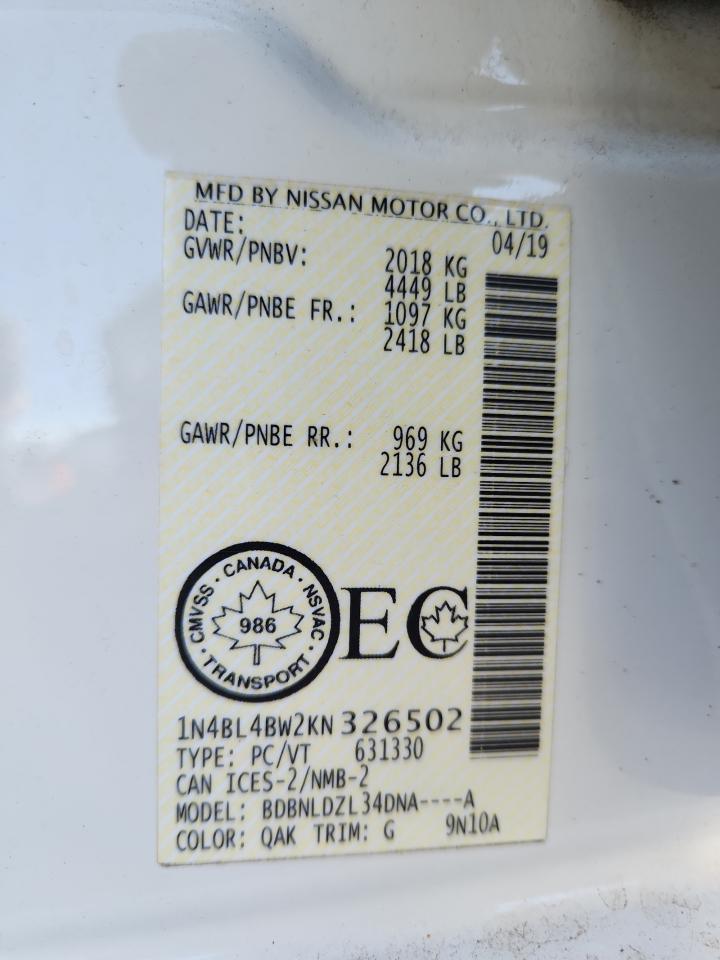 MFD BY NISSAN MOTOR CO., LTD.
DATE: 04/19
GVWR/PNBV: 2018 KG
4449 LB
GAWR/PNBE FR.: 1097 KG
2418 LB
GAWR/PNBE RR.: 969 KG
2136 LB
CMVSS · CANADA · NSVAC · TRANSPORT ·
986
EC
1N4BL4BW2KN 326502
TYPE: PC/VT 631330
CAN ICES-2/NMB-2
MODEL: BDBNLDZL34DNA----A
COLOR: QAK TRIM: G 9N10A